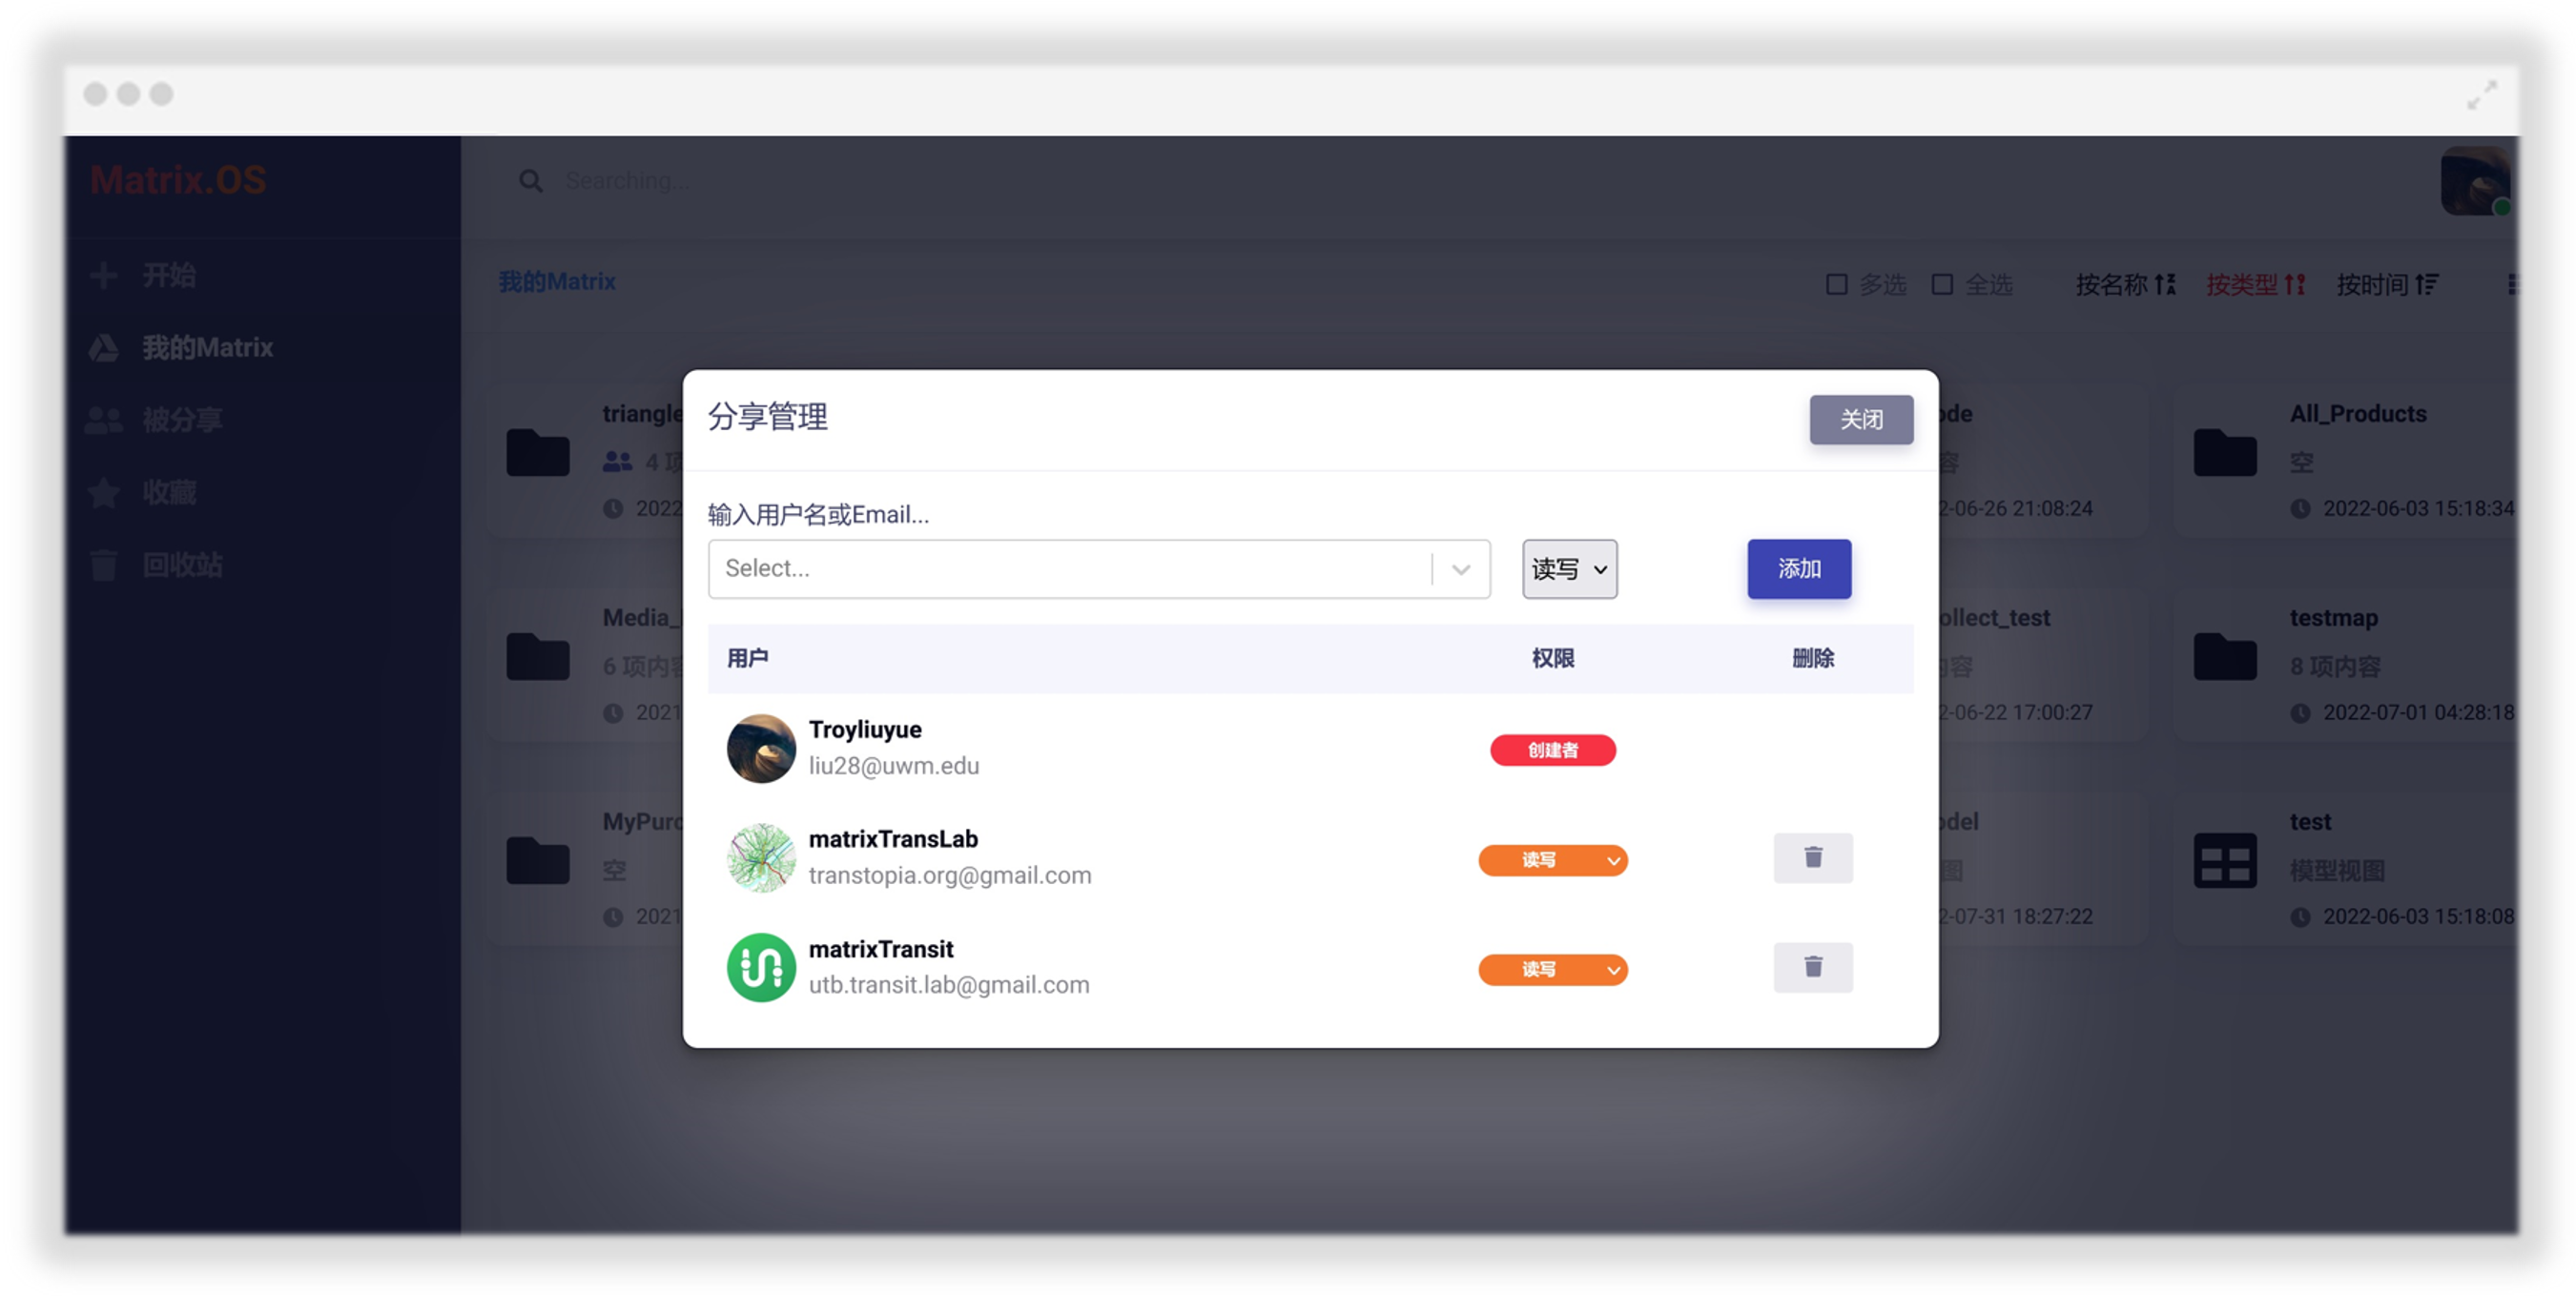 Matrix.OS
Searching...
开始
我的Matrix
被分享
收藏
回收站
我的Matrix
多选
全选
按名称
按类型
按时间
triangle
4 项
2022
ode
容
2-06-26 21:08:24
All_Products
空
2022-06-03 15:18:34
Media_
6 项内容
2021
ollect_test
内容
2-06-22 17:00:27
testmap
8 项内容
2022-07-01 04:28:18
MyPurc
空
2021
odel
图
2-07-31 18:27:22
test
模型视图
2022-06-03 15:18:08
分享管理
关闭
输入用户名或Email...
Select...
读写
添加
用户
权限
删除
Troyliuyue
liu28@uwm.edu
创建者
matrixTransLab
transtopia.org@gmail.com
读写
matrixTransit
utb.transit.lab@gmail.com
读写